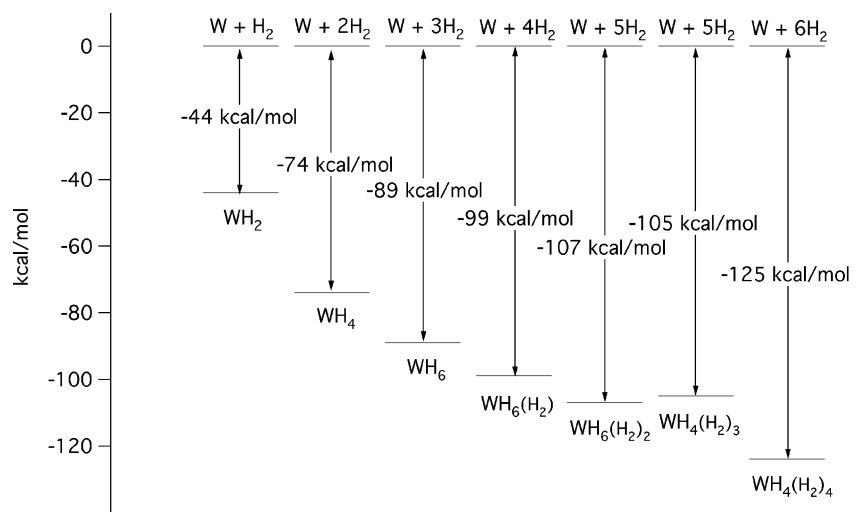 W + H₂ W + 2H₂ W + 3H₂ W + 4H₂ W + 5H₂ W + 5H₂ W + 6H₂
0
-20
-44 kcal/mol
-40
-74 kcal/mol
-89 kcal/mol
WH₂
-99 kcal/mol
-105 kcal/mol
-60
-107 kcal/mol
kcal/mol
-125 kcal/mol
-80
WH₄
WH₆
-100
WH₆(H₂)
WH₆(H₂)₂
WH₄(H₂)₃
-120
WH₄(H₂)₄